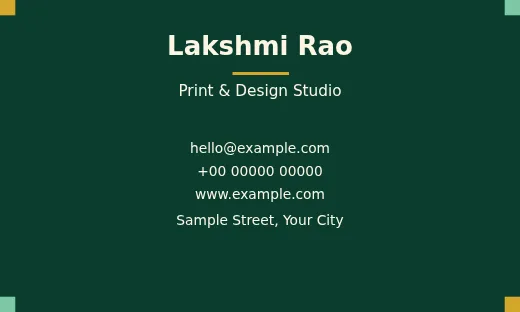 Lakshmi Rao
Print & Design Studio
hello@example.com
+00 00000 00000
www.example.com
Sample Street, Your City